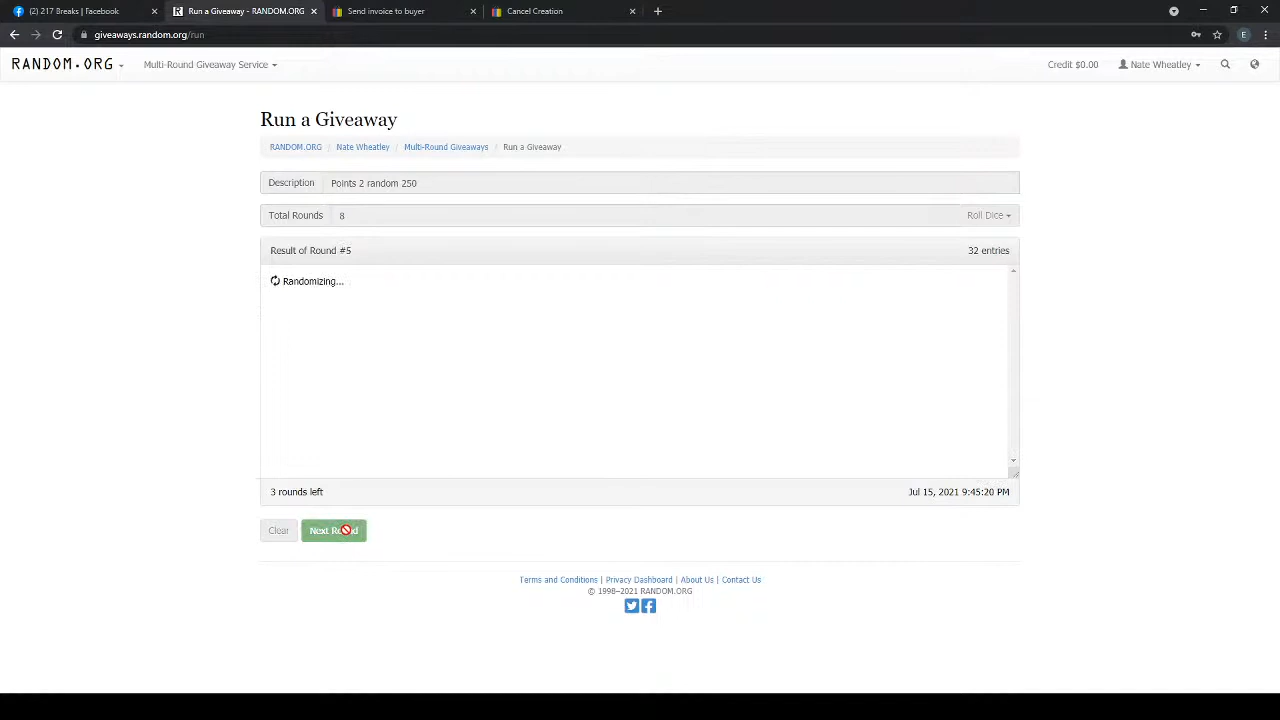 (2) 217 Breaks | Facebook
Run a Giveaway - RANDOM.ORG
Send invoice to buyer
Cancel Creation
giveaways.random.org/run
E
RANDOM.ORG
Multi-Round Giveaway Service
Credit $0.00
Nate Wheatley
Run a Giveaway
RANDOM.ORG / Nate Wheatley / Multi-Round Giveaways / Run a Giveaway
Description Points 2 random 250
Total Rounds 8 Roll Dice
Result of Round #5 32 entries
Randomizing...
3 rounds left Jul 15, 2021 9:45:20 PM
Clear Next Round
Terms and Conditions | Privacy Dashboard | About Us | Contact Us
© 1998–2021 RANDOM.ORG